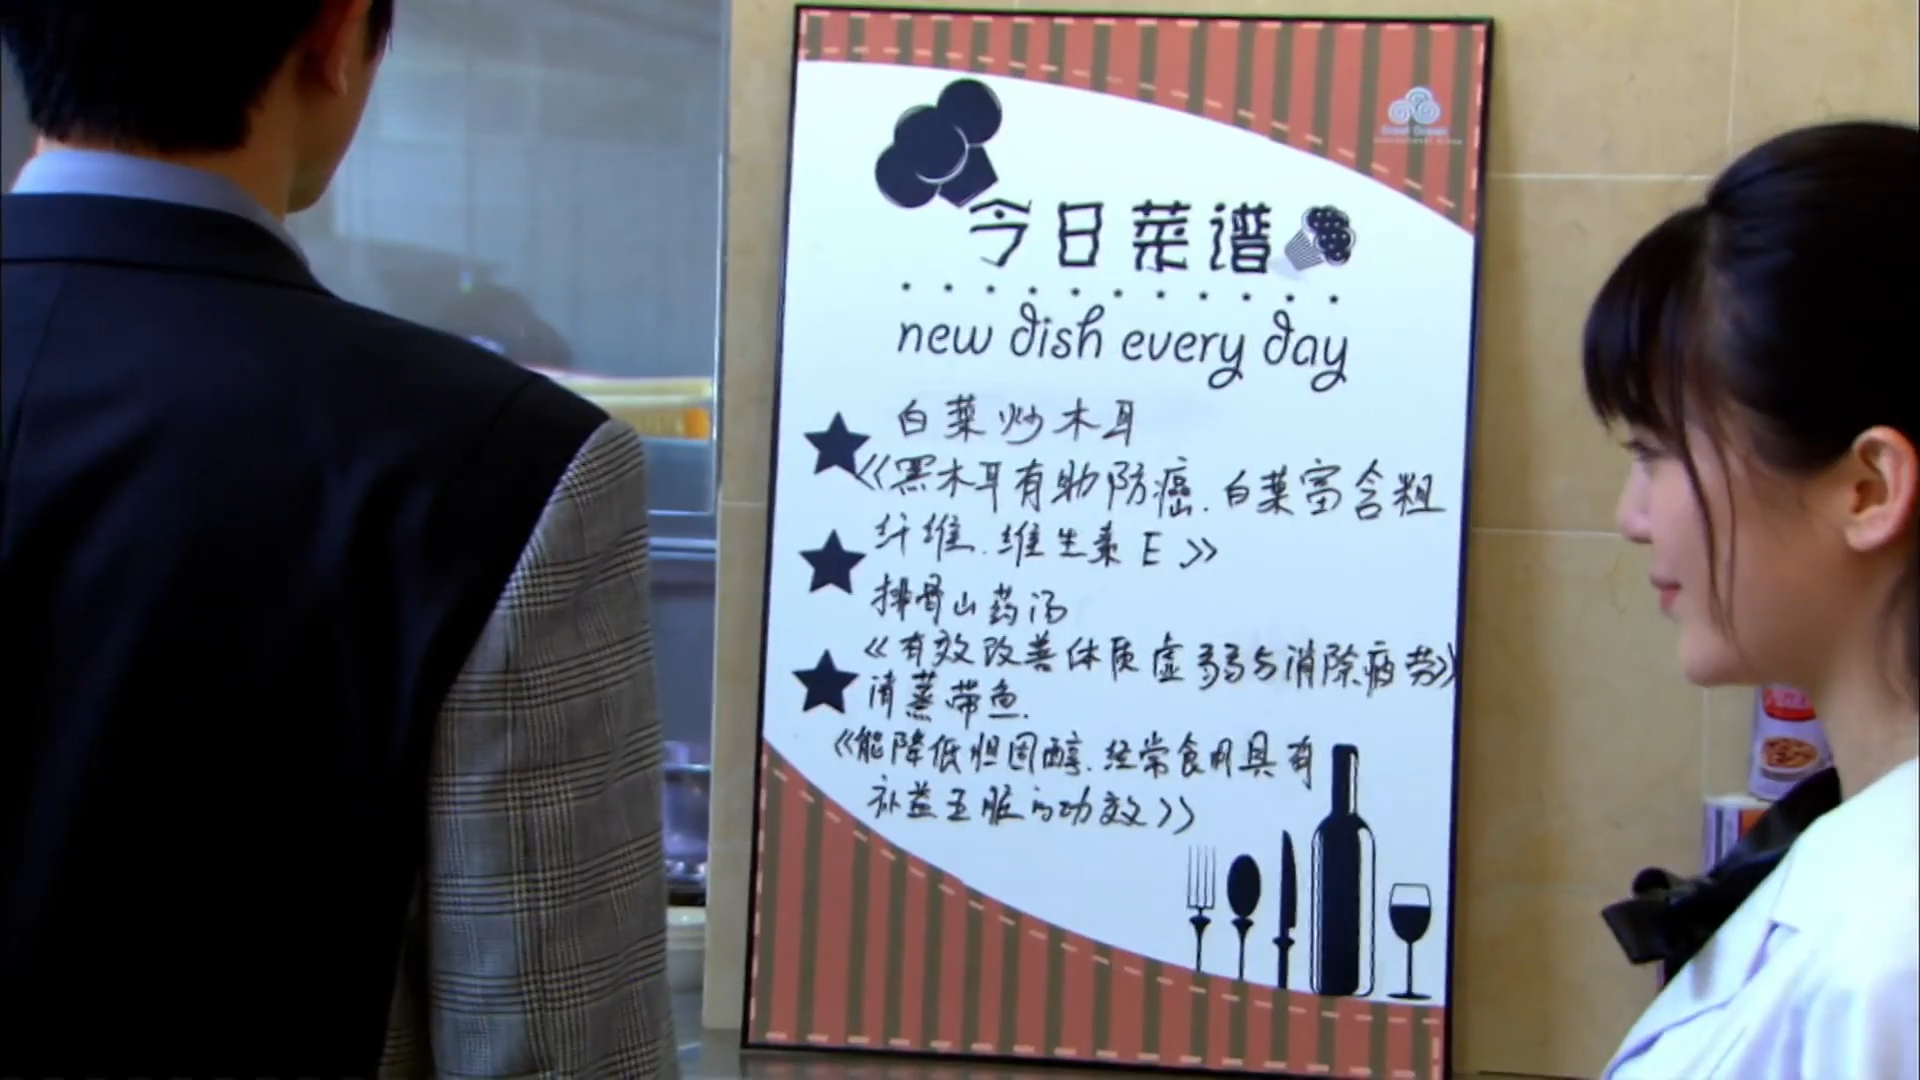 今日菜谱
new dish every day
白菜炒木耳
《黑木耳有助防癌.白菜富含粗
纤维.维生素E》
排骨山药汤
《有效改善体质虚弱与消除疲劳》
清蒸带鱼.
《能降低胆固醇.经常食用具有
补益五脏的功效》